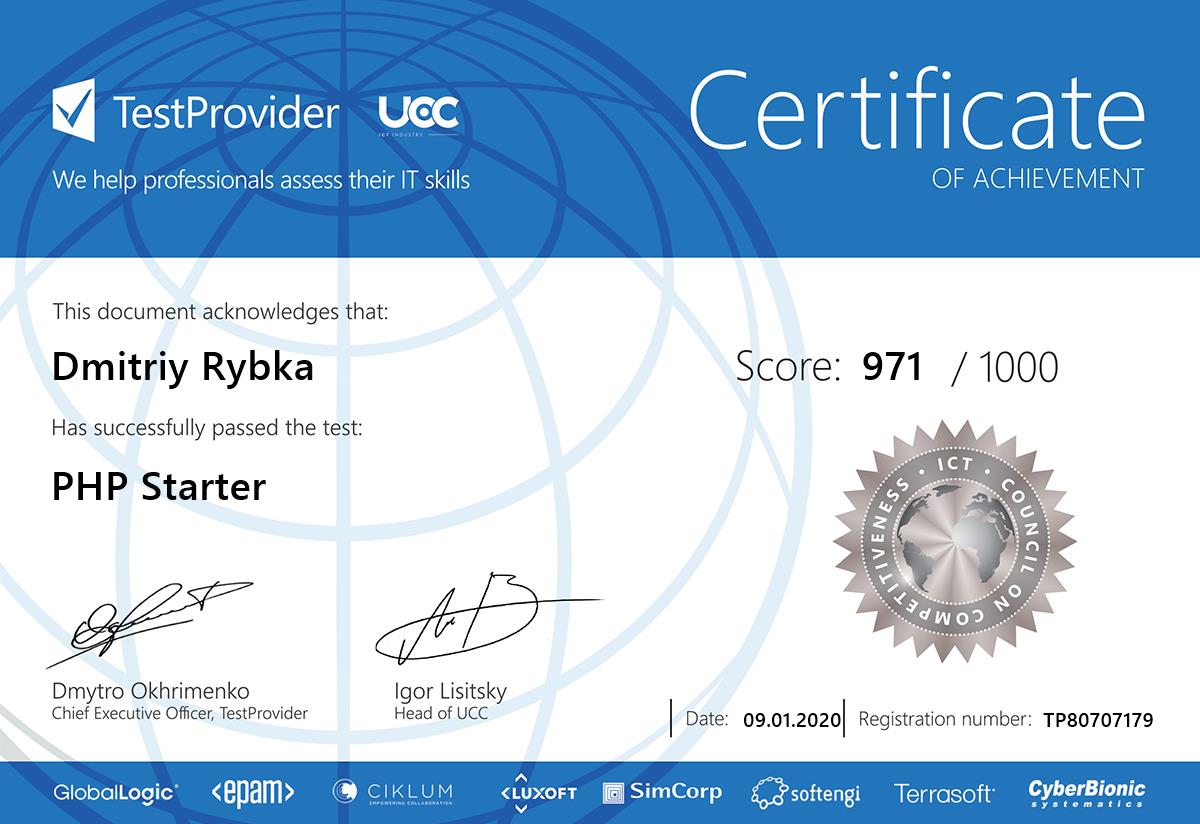 TestProvider
UCC
ICT INDUSTRY
We help professionals assess their IT skills
Certificate
OF ACHIEVEMENT
This document acknowledges that:
Dmitriy Rybka
Score: 971 / 1000
Has successfully passed the test:
PHP Starter
ICT • COUNCIL ON COMPETITIVENESS •
Dmytro Okhrimenko
Chief Executive Officer, TestProvider
Igor Lisitsky
Head of UCC
Date: 09.01.2020
Registration number: TP80707179
GlobalLogic®
<epam>
CIKLUM
EMPOWERING COLLABORATION
LUXOFT
SimCorp
softengi
Terrasoft
CyberBionic
systematics